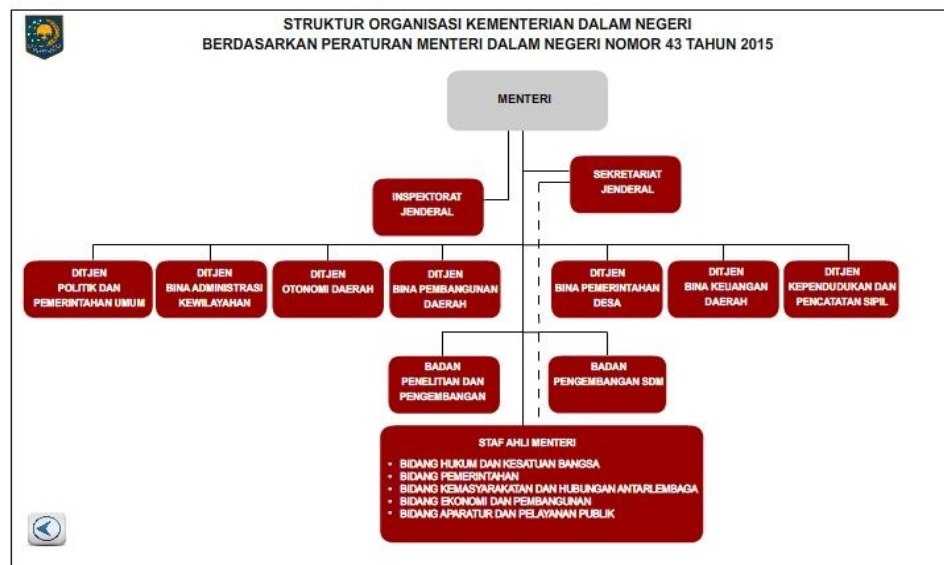 STRUKTUR ORGANISASI KEMENTERIAN DALAM NEGERI
BERDASARKAN PERATURAN MENTERI DALAM NEGERI NOMOR 43 TAHUN 2015
MENTERI
SEKRETARIAT
JENDERAL
INSPEKTORAT
JENDERAL
DITJEN
POLITIK DAN
PEMERINTAHAN UMUM
DITJEN
BINA ADMINISTRASI
KEWILAYAHAN
DITJEN
OTONOMI DAERAH
DITJEN
BINA PEMBANGUNAN
DAERAH
DITJEN
BINA PEMERINTAHAN
DESA
DITJEN
BINA KEUANGAN
DAERAH
DITJEN
KEPENDUDUKAN DAN
PENCATATAN SIPIL
BADAN
PENELITIAN DAN
PENGEMBANGAN
BADAN
PENGEMBANGAN SDM
STAF AHLI MENTERI
• BIDANG HUKUM DAN KESATUAN BANGSA
• BIDANG PEMERINTAHAN
• BIDANG KEMASYARAKATAN DAN HUBUNGAN ANTARLEMBAGA
• BIDANG EKONOMI DAN PEMBANGUNAN
• BIDANG APARATUR DAN PELAYANAN PUBLIK